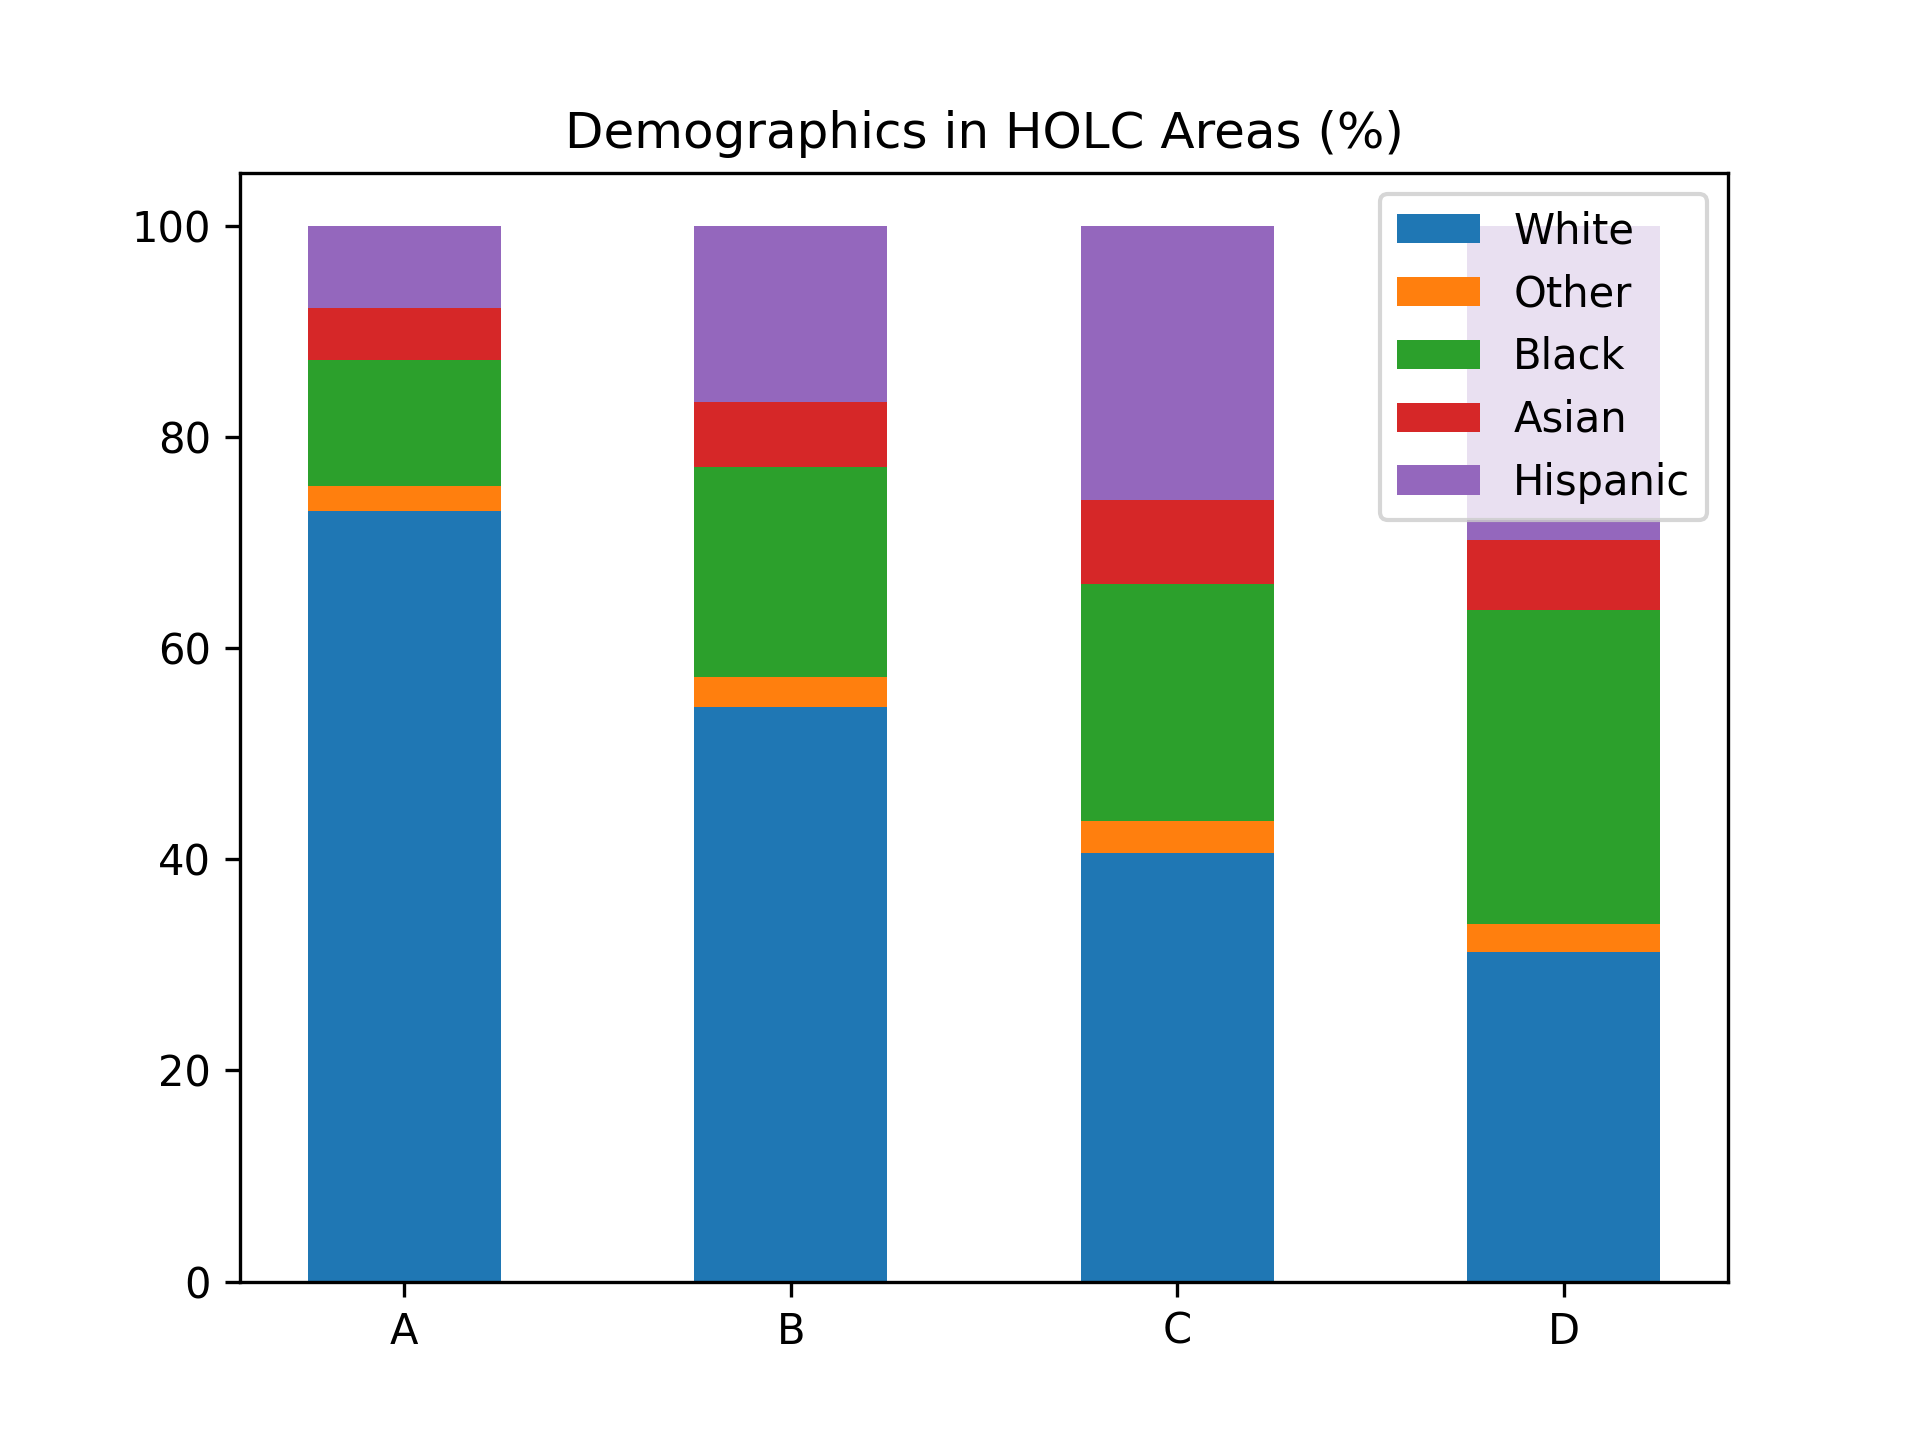 Demographics in HOLC Areas (%)
100
80
60
40
20
0
White
Other
Black
Asian
Hispanic
A B C D